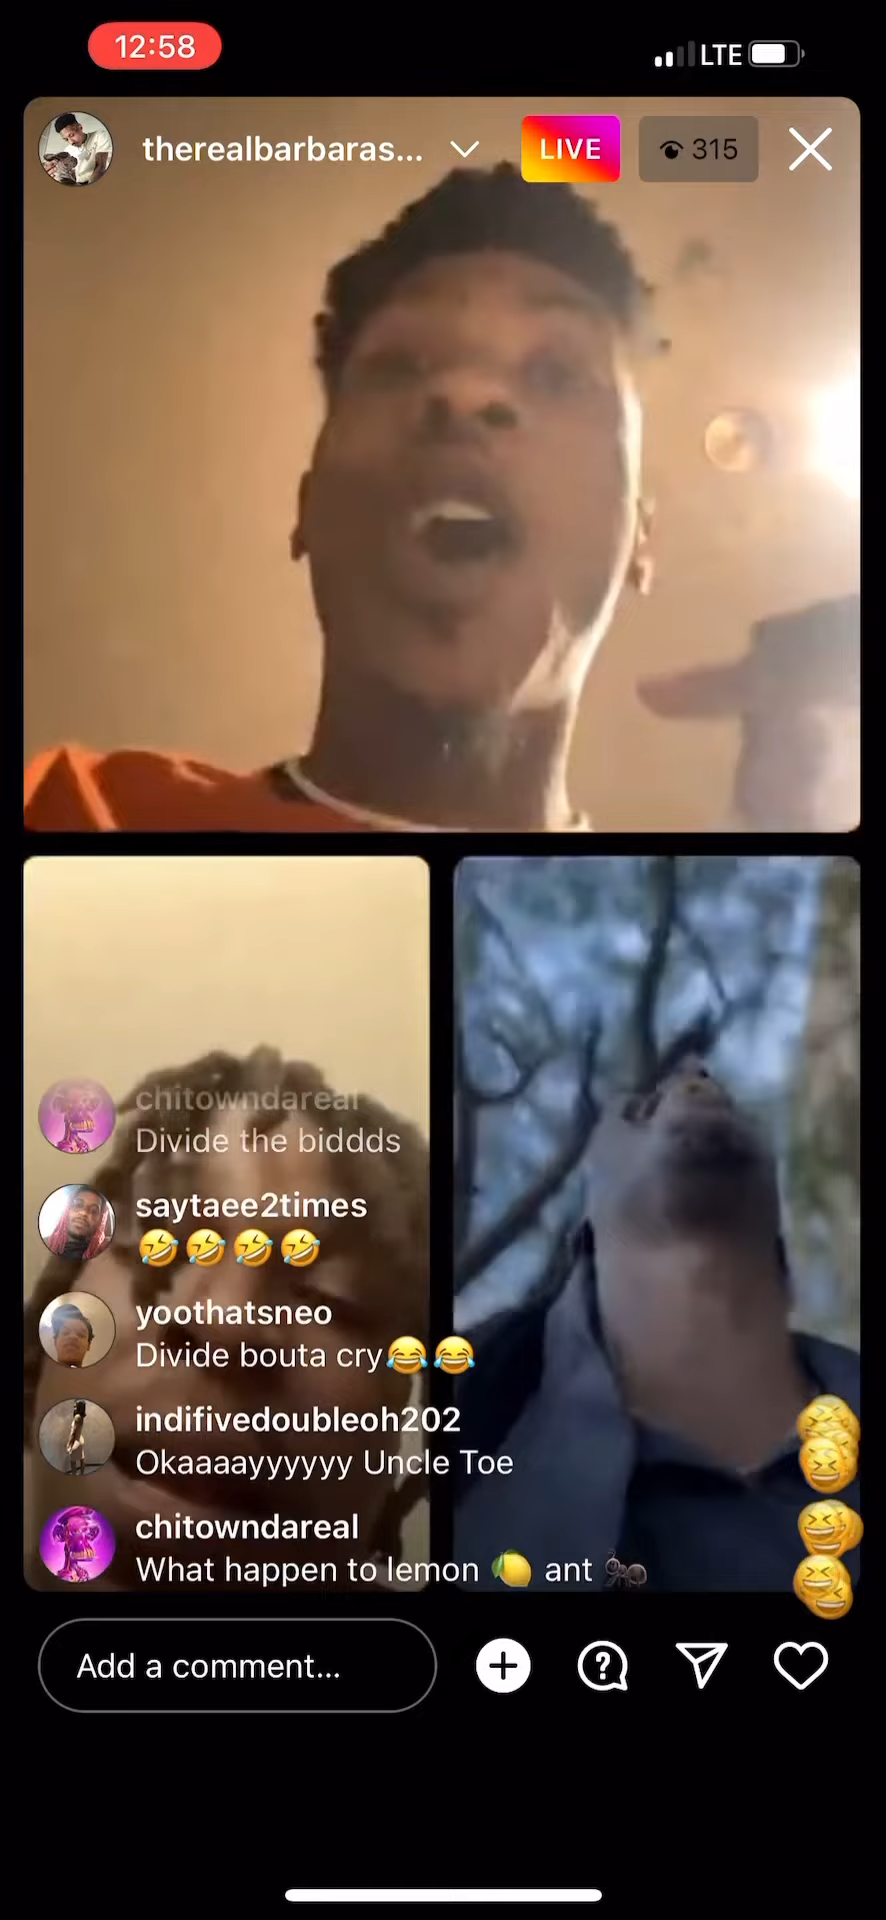 12:58
LTE
therealbarbaras...
LIVE
315
chitowndareal
Divide the biddds
saytaee2times
🤣🤣🤣🤣
yoothatsneo
Divide bouta cry😂😂
indifivedoubleoh202
Okaaaayyyyyy Uncle Toe
chitowndareal
What happen to lemon 🍋 ant 🐜
Add a comment...